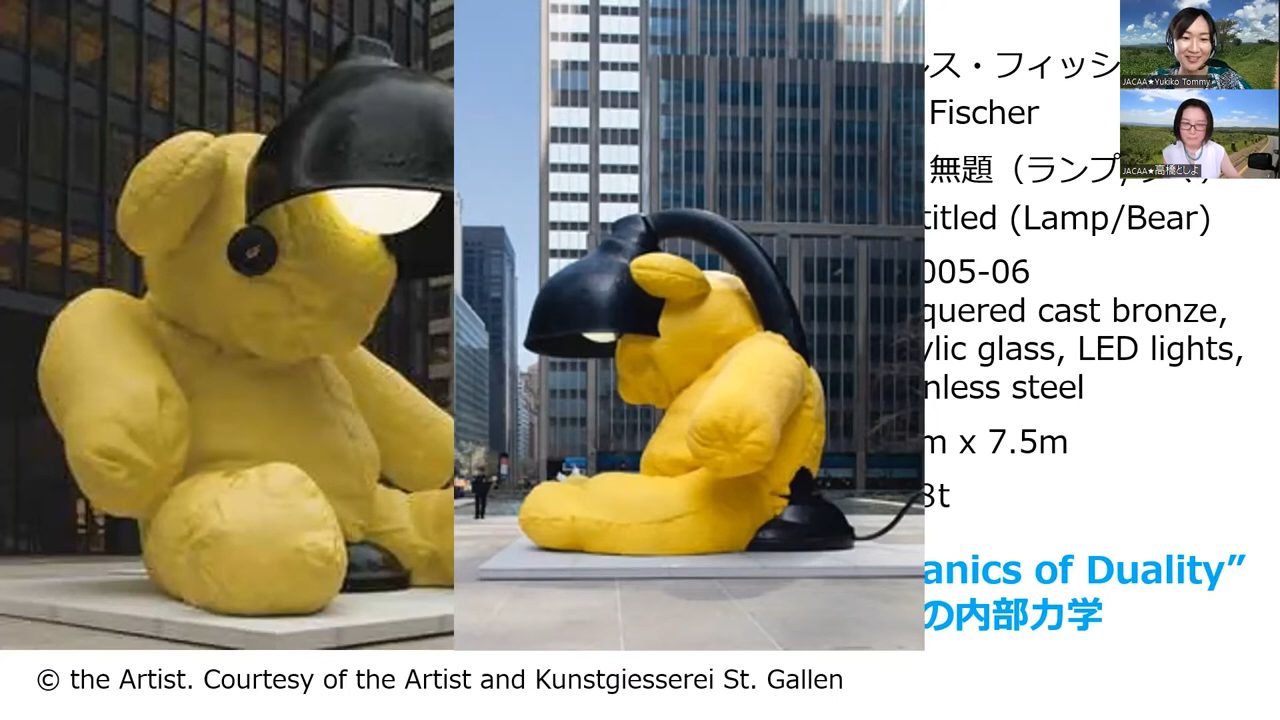 ルス・フィッシ
Fischer
無題（ランプ/
titled (Lamp/Bear)
005-06
quered cast bronze,
ylic glass, LED lights,
nless steel
m x 7.5m
8t
anics of Duality”
の内部力学
© the Artist. Courtesy of the Artist and Kunstgiesserei St. Gallen
JACAA★Yukiko Tommy
JACAA★高橋としよ